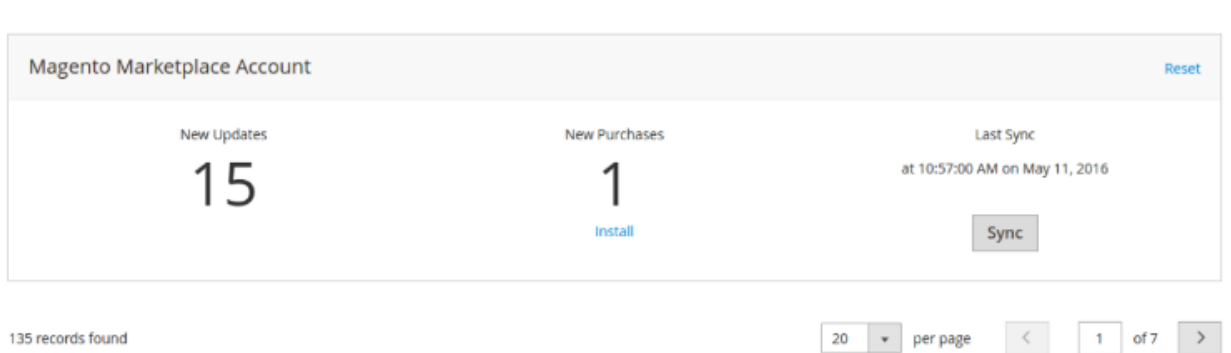 Magento Marketplace Account
Reset
New Updates
New Purchases
Last Sync
15
1
at 10:57:00 AM on May 11, 2016
Install
Sync
135 records found
20
per page
1
of 7